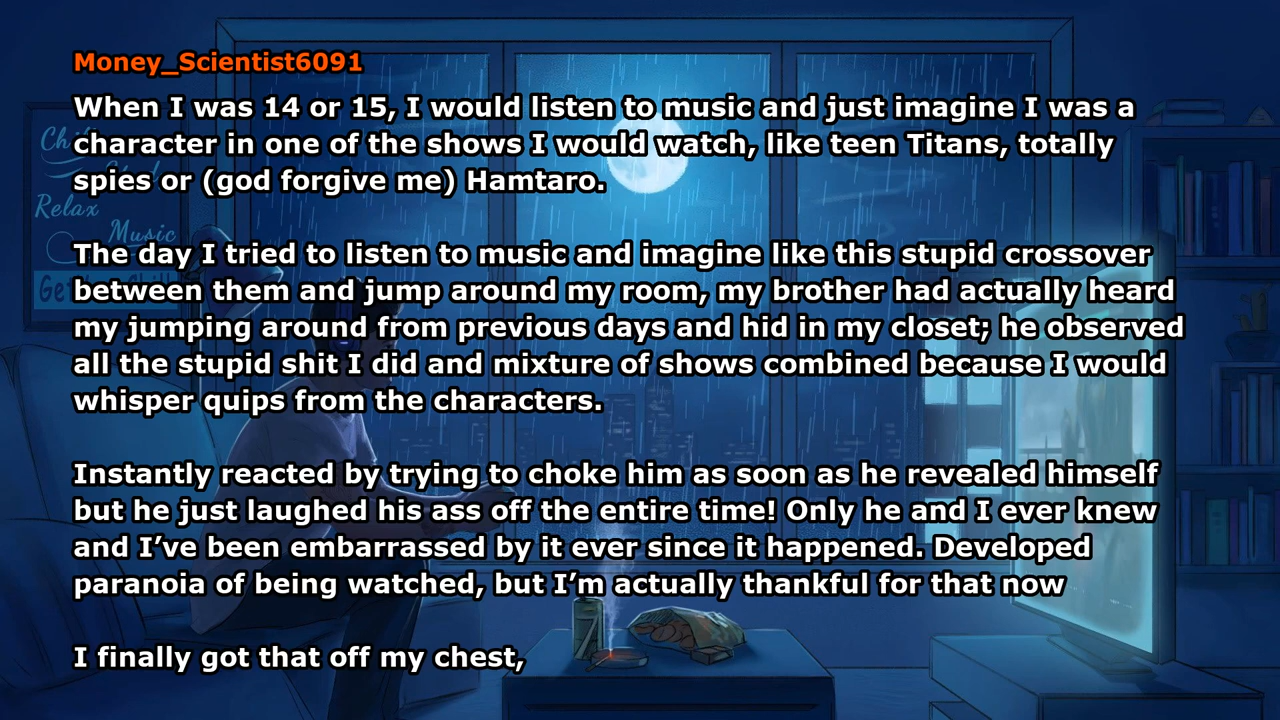 Money_Scientist6091
When I was 14 or 15, I would listen to music and just imagine I was a
character in one of the shows I would watch, like teen Titans, totally
spies or (god forgive me) Hamtaro.
The day I tried to listen to music and imagine like this stupid crossover
between them and jump around my room, my brother had actually heard
my jumping around from previous days and hid in my closet; he observed
all the stupid shit I did and mixture of shows combined because I would
whisper quips from the characters.
Instantly reacted by trying to choke him as soon as he revealed himself
but he just laughed his ass off the entire time! Only he and I ever knew
and I’ve been embarrassed by it ever since it happened. Developed
paranoia of being watched, but I’m actually thankful for that now
I finally got that off my chest,
Relax
Music